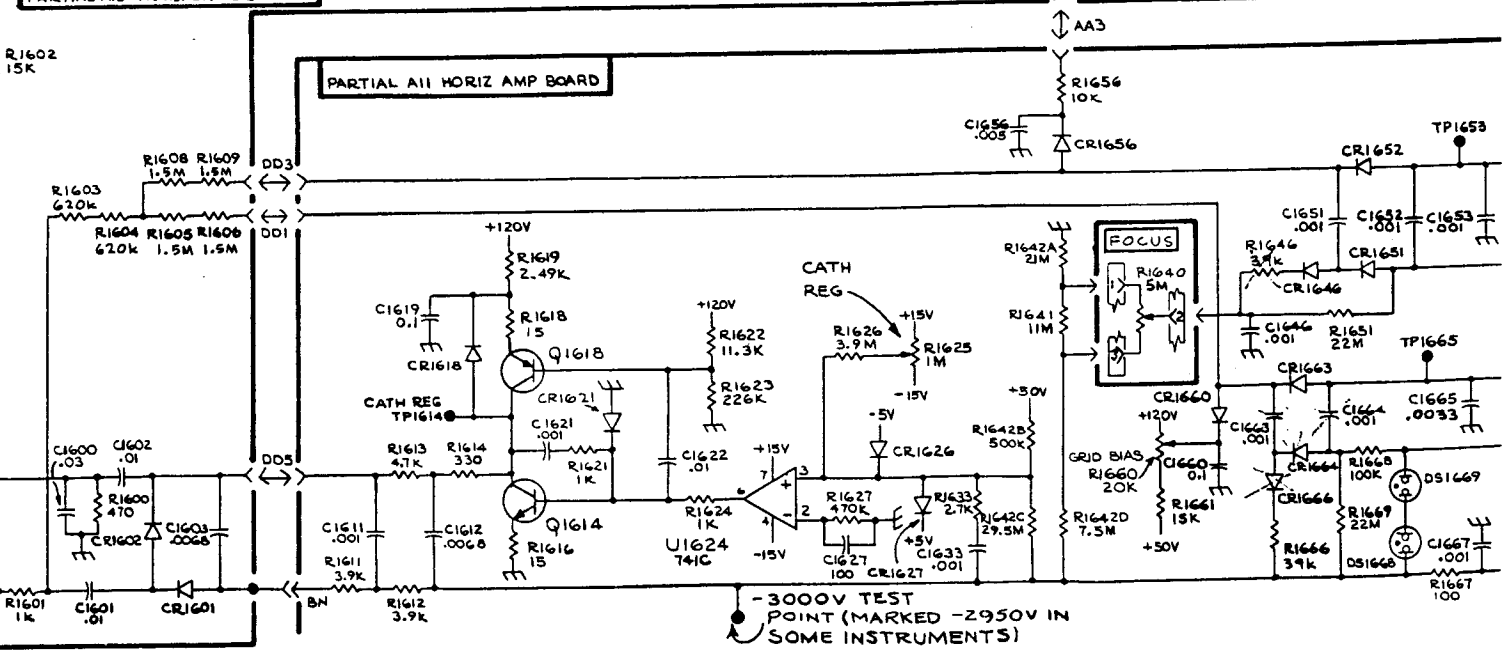 R1602
15K
AA3
PARTIAL A11 HORIZ AMP BOARD
R1656
10K
C1656
.005
CR1656
TP1653
CR1652
R1608 R1609
1.5M 1.5M
DD3
R1603
620K
R1604 R1605 R1606
620K 1.5M 1.5M
DD1
C1651
.001
C1652
.001
C1653
.001
+120V
R1619
2.49K
R1642A
21M
FOCUS
R1646
3.9K
CR1651
CR1646
R1640
5M
1
2
3
CATH
REG
C1619
0.1
R1618
15
+120V
R1622
11.3K
+15V
R1626
3.9M
R1625
1M
-15V
R1641
11M
C1646
.001
R1651
22M
TP1665
Q1618
CR1618
CR1621
R1623
226K
CR1663
CATH REG
TP1614
C1621
.001
-5V
+50V
CR1660
+120V
C1663
.001
C1664
.001
C1665
.0033
C1600
.03
C1602
.01
DD5
R1613
4.7K
R1614
330
R1621
1K
C1622
.01
+15V
7
3
+
CR1626
R1642B
500K
GRID BIAS
R1660
20K
C1660
0.1
CR1664
R1668
100K
DS1669
R1600
470
CR1602
C1603
.0068
C1611
.001
C1612
.0068
Q1614
R1624
1K
6
-
2
4
-15V
U1624
741C
R1627
470K
R1633
2.7K
R1642C
29.5M
R1642D
7.5M
R1661
15K
+50V
CR1666
R1669
22M
R1616
15
C1627
100
+5V
CR1627
C1633
.001
R1666
39K
DS1668
C1667
.001
R1601
1K
C1601
.01
CR1601
BN
R1611
3.9K
R1612
3.9K
R1667
100
-3000V TEST
POINT (MARKED -2950V IN
SOME INSTRUMENTS)